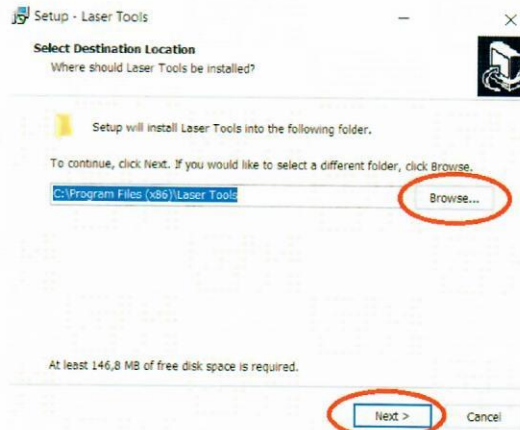 Setup - Laser Tools
Select Destination Location
Where should Laser Tools be installed?
Setup will install Laser Tools into the following folder.
To continue, click Next. If you would like to select a different folder, click Browse.
C:\Program Files (x86)\Laser Tools
Browse...
At least 146,8 MB of free disk space is required.
Next >
Cancel